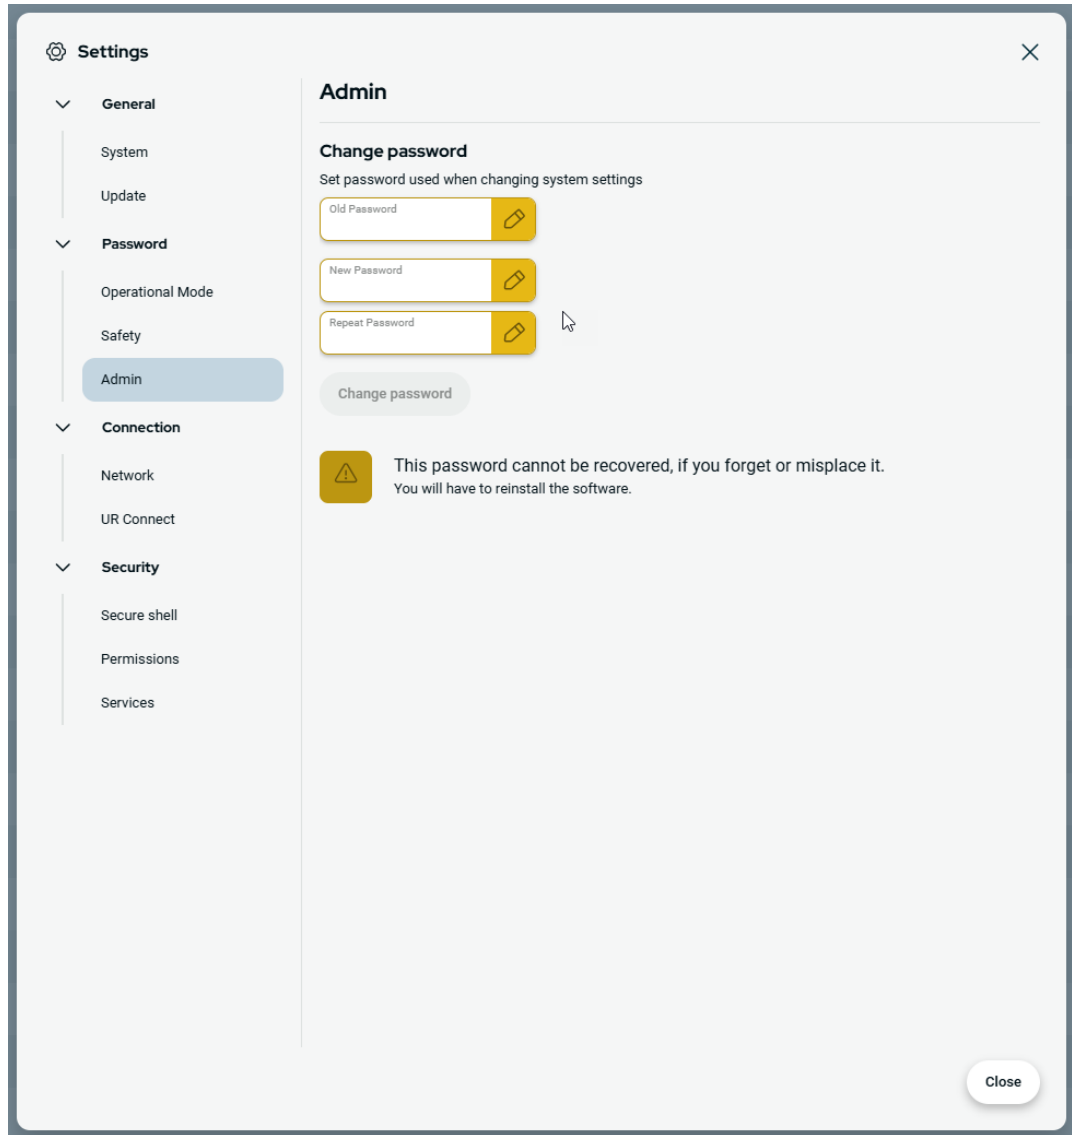 Settings
General
System
Update
Password
Operational Mode
Safety
Admin
Connection
Network
UR Connect
Security
Secure shell
Permissions
Services
Admin
Change password
Set password used when changing system settings
Old Password
New Password
Repeat Password
Change password
This password cannot be recovered, if you forget or misplace it.
You will have to reinstall the software.
Close